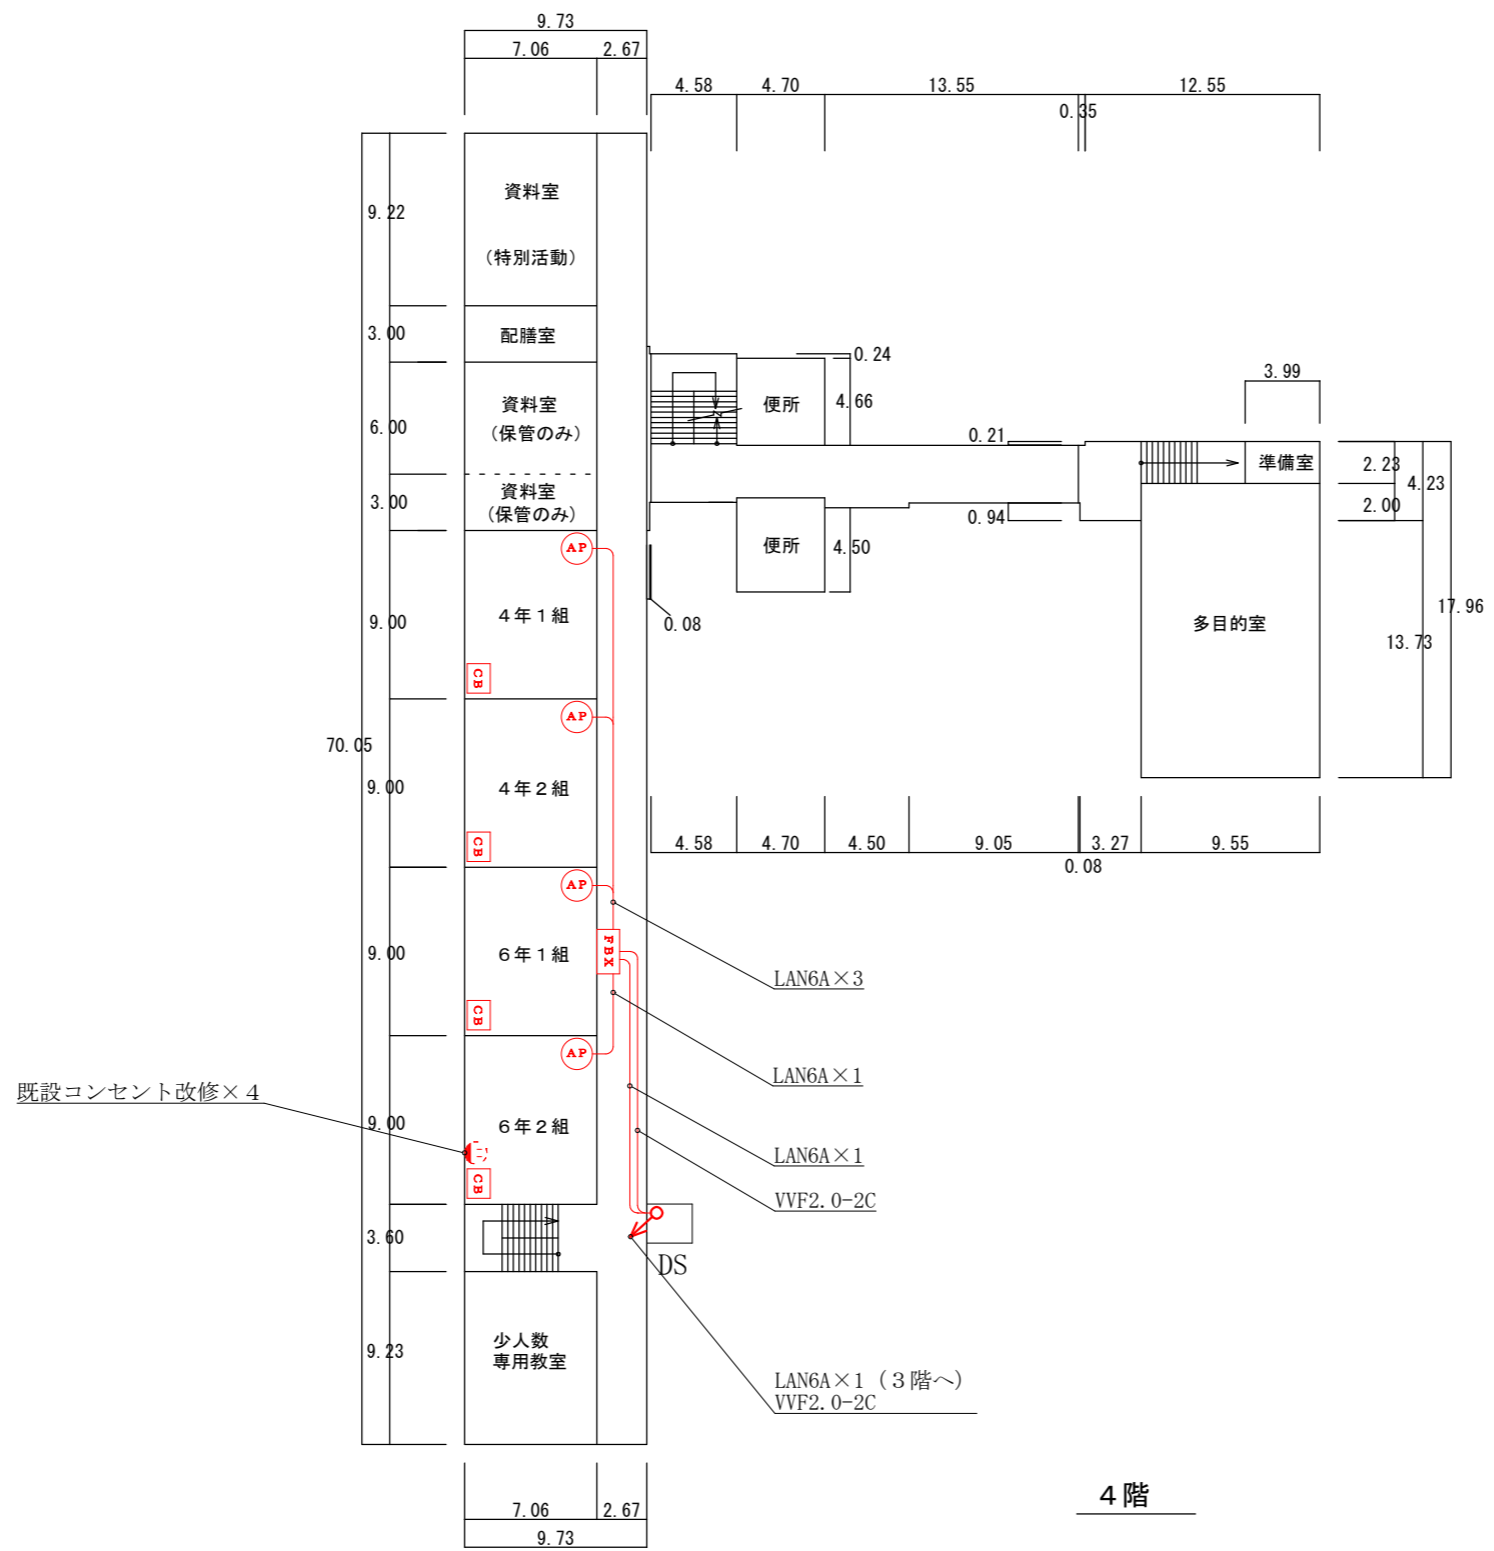 9.73
7.06
2.67
4.58
4.70
13.55
0.35
12.55
資料室
(特別活動)
9.22
配膳室
3.00
資料室
(保管のみ)
6.00
資料室
(保管のみ)
3.00
便所
0.24
4.66
0.21
3.99
準備室
2.23
4.23
2.00
0.94
便所
4.50
0.08
多目的室
17.96
13.73
AP
4年1組
9.00
CB
70.05
AP
4年2組
9.00
CB
4.58
4.70
4.50
9.05
0.08
3.27
9.55
AP
6年1組
9.00
FBX
CB
LAN6A×3
AP
LAN6A×1
既設コンセント改修×4
6年2組
9.00
CB
LAN6A×1
VVF2.0-2C
3.60
DS
少人数
専用教室
9.23
LAN6A×1(3階へ)
VVF2.0-2C
7.06
2.67
9.73
4階